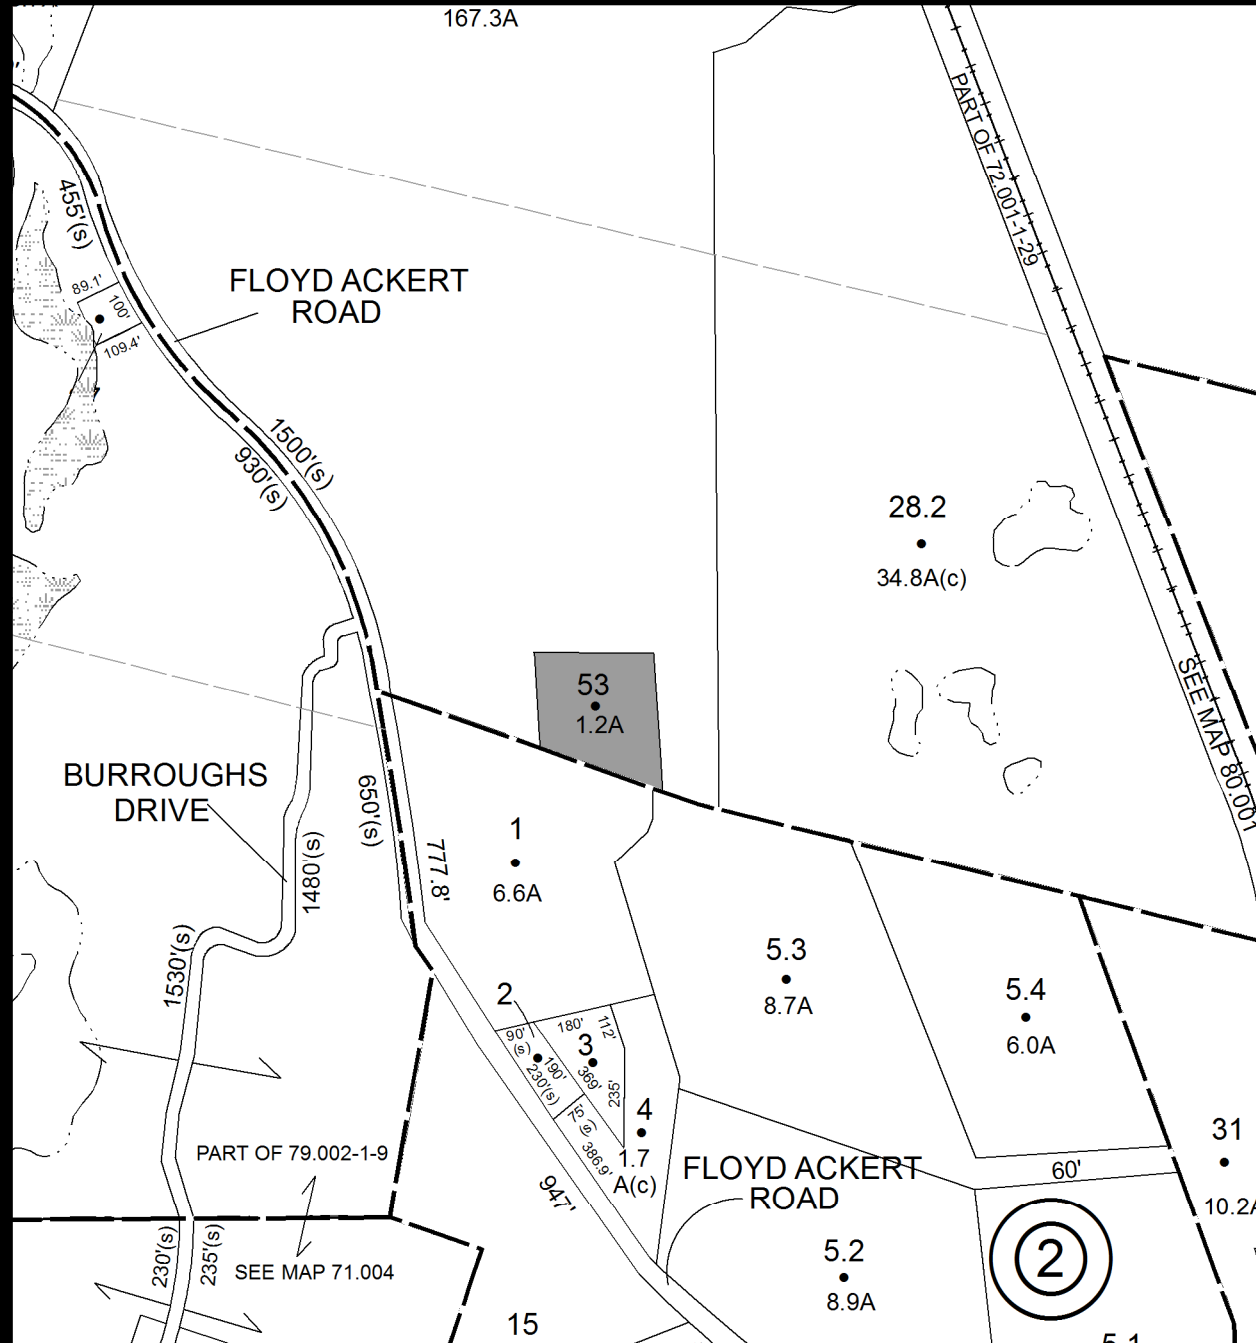 167.3A
PART OF 72.001-1-29
455'(s)
FLOYD ACKERT
ROAD
89.1'
100'
109.4'
1500'(s)
930'(s)
28.2
34.8A(c)
53
1.2A
SEE MAP 80.001
BURROUGHS
DRIVE
650'(s)
777.8'
1480'(s)
1
6.6A
1530'(s)
5.3
8.7A
5.4
6.0A
2
90'
(s)
180'
112'
3
190'
230'(s)
369'
235'
75'
(s)
386.9'
4
1.7
A(c)
31
10.2A
60'
PART OF 79.002-1-9
FLOYD ACKERT
ROAD
947'
5.2
8.9A
2
230'(s)
235'(s)
SEE MAP 71.004
15
5.1